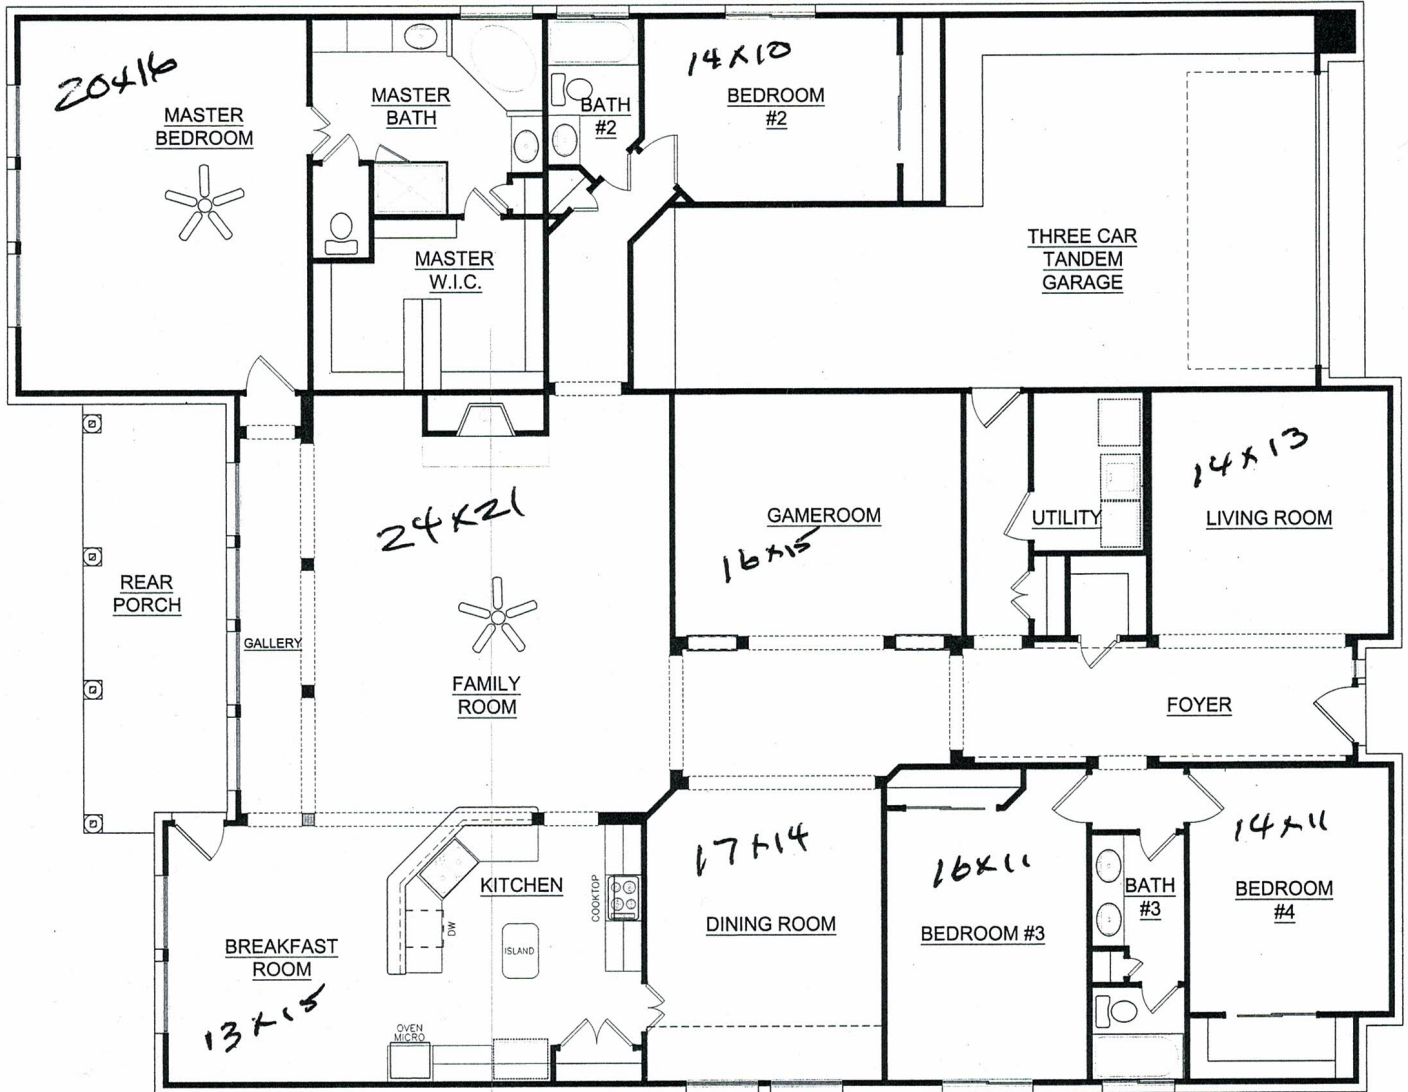 20x16
MASTER
BEDROOM
MASTER
BATH
BATH
#2
14x10
BEDROOM
#2
MASTER
W.I.C.
THREE CAR
TANDEM
GARAGE
24x21
FAMILY
ROOM
GAMEROOM
16x15
UTILITY
14x13
LIVING ROOM
REAR
PORCH
GALLERY
FOYER
KITCHEN
COOKTOP
DW
ISLAND
OVEN
MICRO
BREAKFAST
ROOM
13x15
17x14
DINING ROOM
16x11
BEDROOM #3
BATH
#3
14x11
BEDROOM
#4